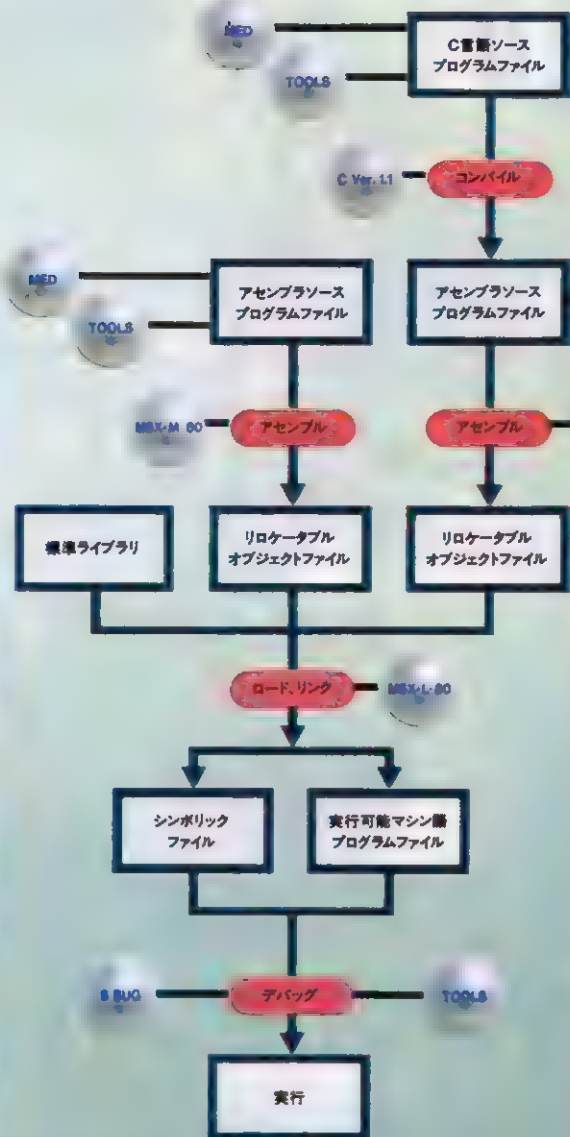 MED
C言語ソース
プログラムファイル
TOOLS
C Ver. 1.1
コンパイル
MED
アセンブラソース
プログラムファイル
アセンブラソース
プログラムファイル
TOOLS
MSX・M-80
アセンブル
アセンブル
標準ライブラリ
リロケータブル
オブジェクトファイル
リロケータブル
オブジェクトファイル
ロード、リンク
MSX・L-80
シンボリック
ファイル
実行可能マシン語
プログラムファイル
S BUG
デバッグ
TOOLS
実行